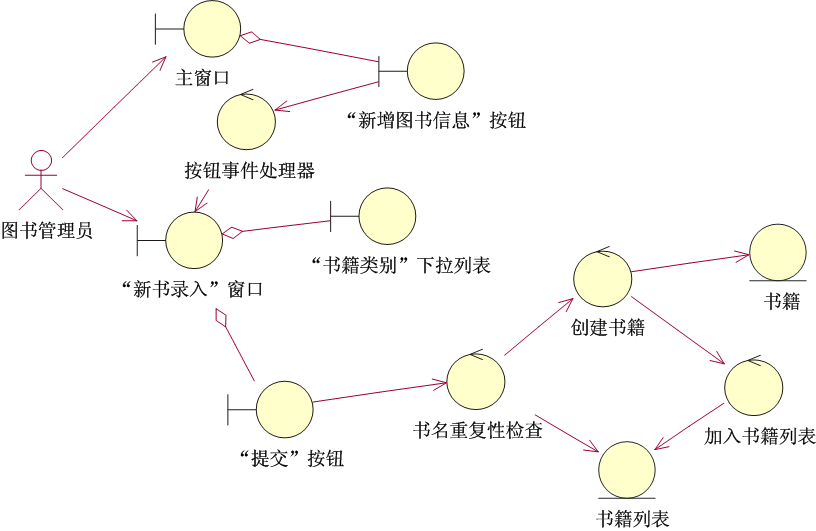 主窗口
“新增图书信息”按钮
按钮事件处理器
图书管理员
“书籍类别”下拉列表
“新书录入”窗口
书籍
创建书籍
书名重复性检查
加入书籍列表
“提交”按钮
书籍列表